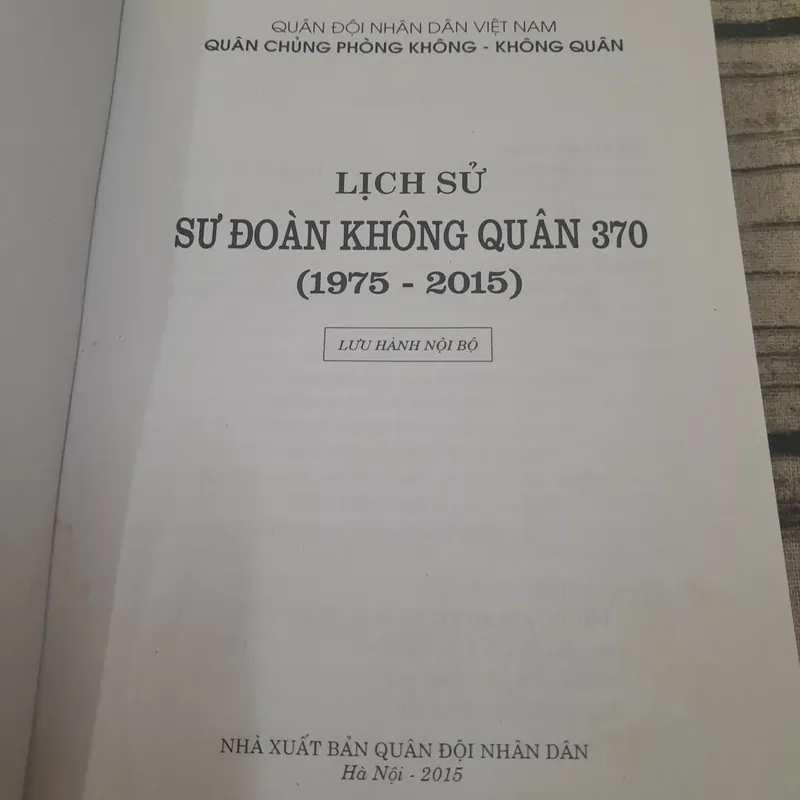 QUÂN ĐỘI NHÂN DÂN VIỆT NAM
QUÂN CHỦNG PHÒNG KHÔNG - KHÔNG QUÂN
LỊCH SỬ
SƯ ĐOÀN KHÔNG QUÂN 370
(1975 - 2015)
LƯU HÀNH NỘI BỘ
NHÀ XUẤT BẢN QUÂN ĐỘI NHÂN DÂN
Hà Nội - 2015